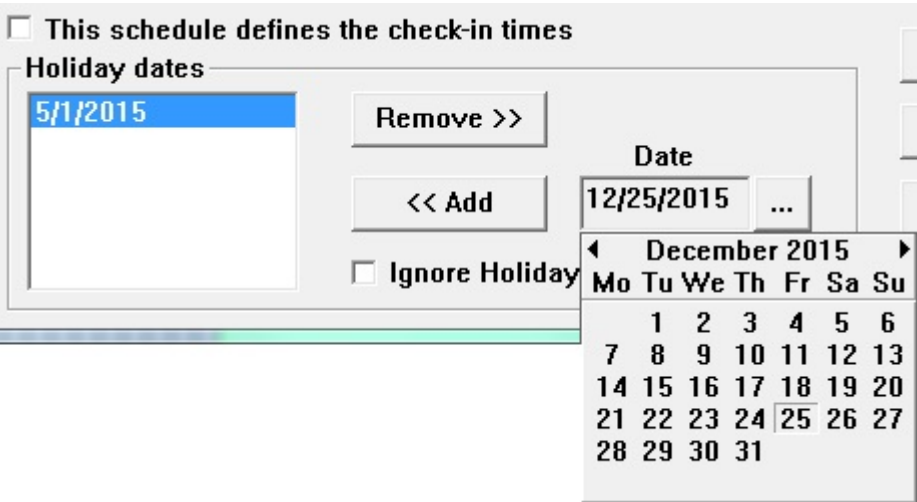 This schedule defines the check-in times
Holiday dates
5/1/2015
Remove >>
Date
<< Add
12/25/2015 ...
Ignore Holiday
December 2015
Mo Tu We Th Fr Sa Su
1 2 3 4 5 6
7 8 9 10 11 12 13
14 15 16 17 18 19 20
21 22 23 24 25 26 27
28 29 30 31